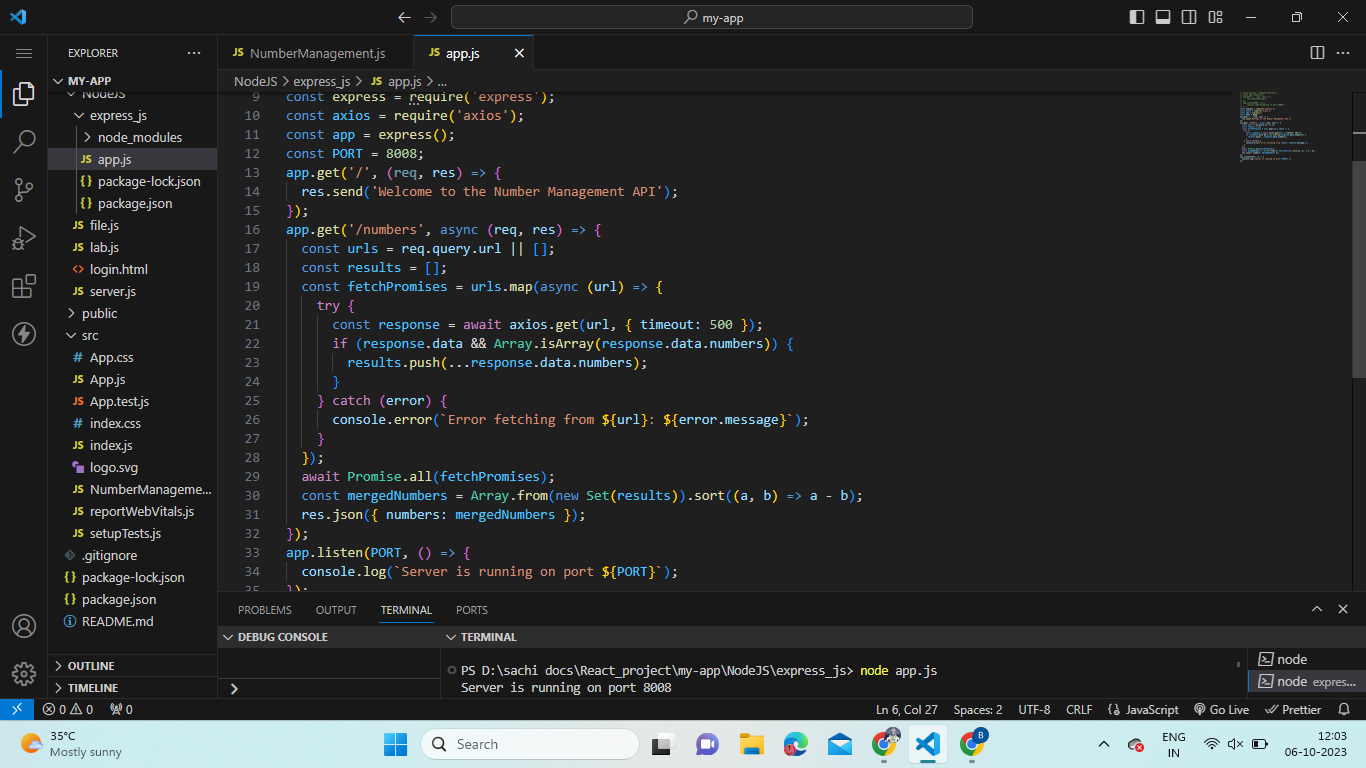 my-app
EXPLORER
NumberManagement.js
app.js
NodeJS > express_js > JS app.js > ...
MY-APP
NodeJS
express_js
node_modules
JS app.js
{} package-lock.json
{} package.json
JS file.js
JS lab.js
<> login.html
JS server.js
public
src
# App.css
JS App.js
JS App.test.js
# index.css
JS index.js
logo.svg
JS NumberManageme...
JS reportWebVitals.js
JS setupTests.js
.gitignore
{} package-lock.json
{} package.json
README.md
OUTLINE
TIMELINE
9 const express = require('express');
10 const axios = require('axios');
11 const app = express();
12 const PORT = 8008;
13 app.get('/', (req, res) => {
14 res.send('Welcome to the Number Management API');
15 });
16 app.get('/numbers', async (req, res) => {
17 const urls = req.query.url || [];
18 const results = [];
19 const fetchPromises = urls.map(async (url) => {
20 try {
21 const response = await axios.get(url, { timeout: 500 });
22 if (response.data && Array.isArray(response.data.numbers)) {
23 results.push(...response.data.numbers);
24 }
25 } catch (error) {
26 console.error(`Error fetching from ${url}: ${error.message}`);
27 }
28 });
29 await Promise.all(fetchPromises);
30 const mergedNumbers = Array.from(new Set(results)).sort((a, b) => a - b);
31 res.json({ numbers: mergedNumbers });
32 });
33 app.listen(PORT, () => {
34 console.log(`Server is running on port ${PORT}`);
35 });
PROBLEMS OUTPUT TERMINAL PORTS
DEBUG CONSOLE
TERMINAL
PS D:\sachi docs\React_project\my-app\NodeJS\express_js> node app.js
Server is running on port 8008
node
node expres...
0 0 0
Ln 6, Col 27 Spaces: 2 UTF-8 CRLF {} JavaScript Go Live Prettier
35°C
Mostly sunny
Search
B
ENG
IN
12:03
06-10-2023